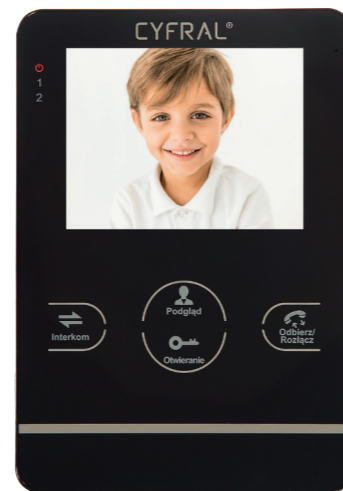 CYFRAL®
1
2
Podgląd
Interkom
Odbierz/
Rozłącz
Otwieranie